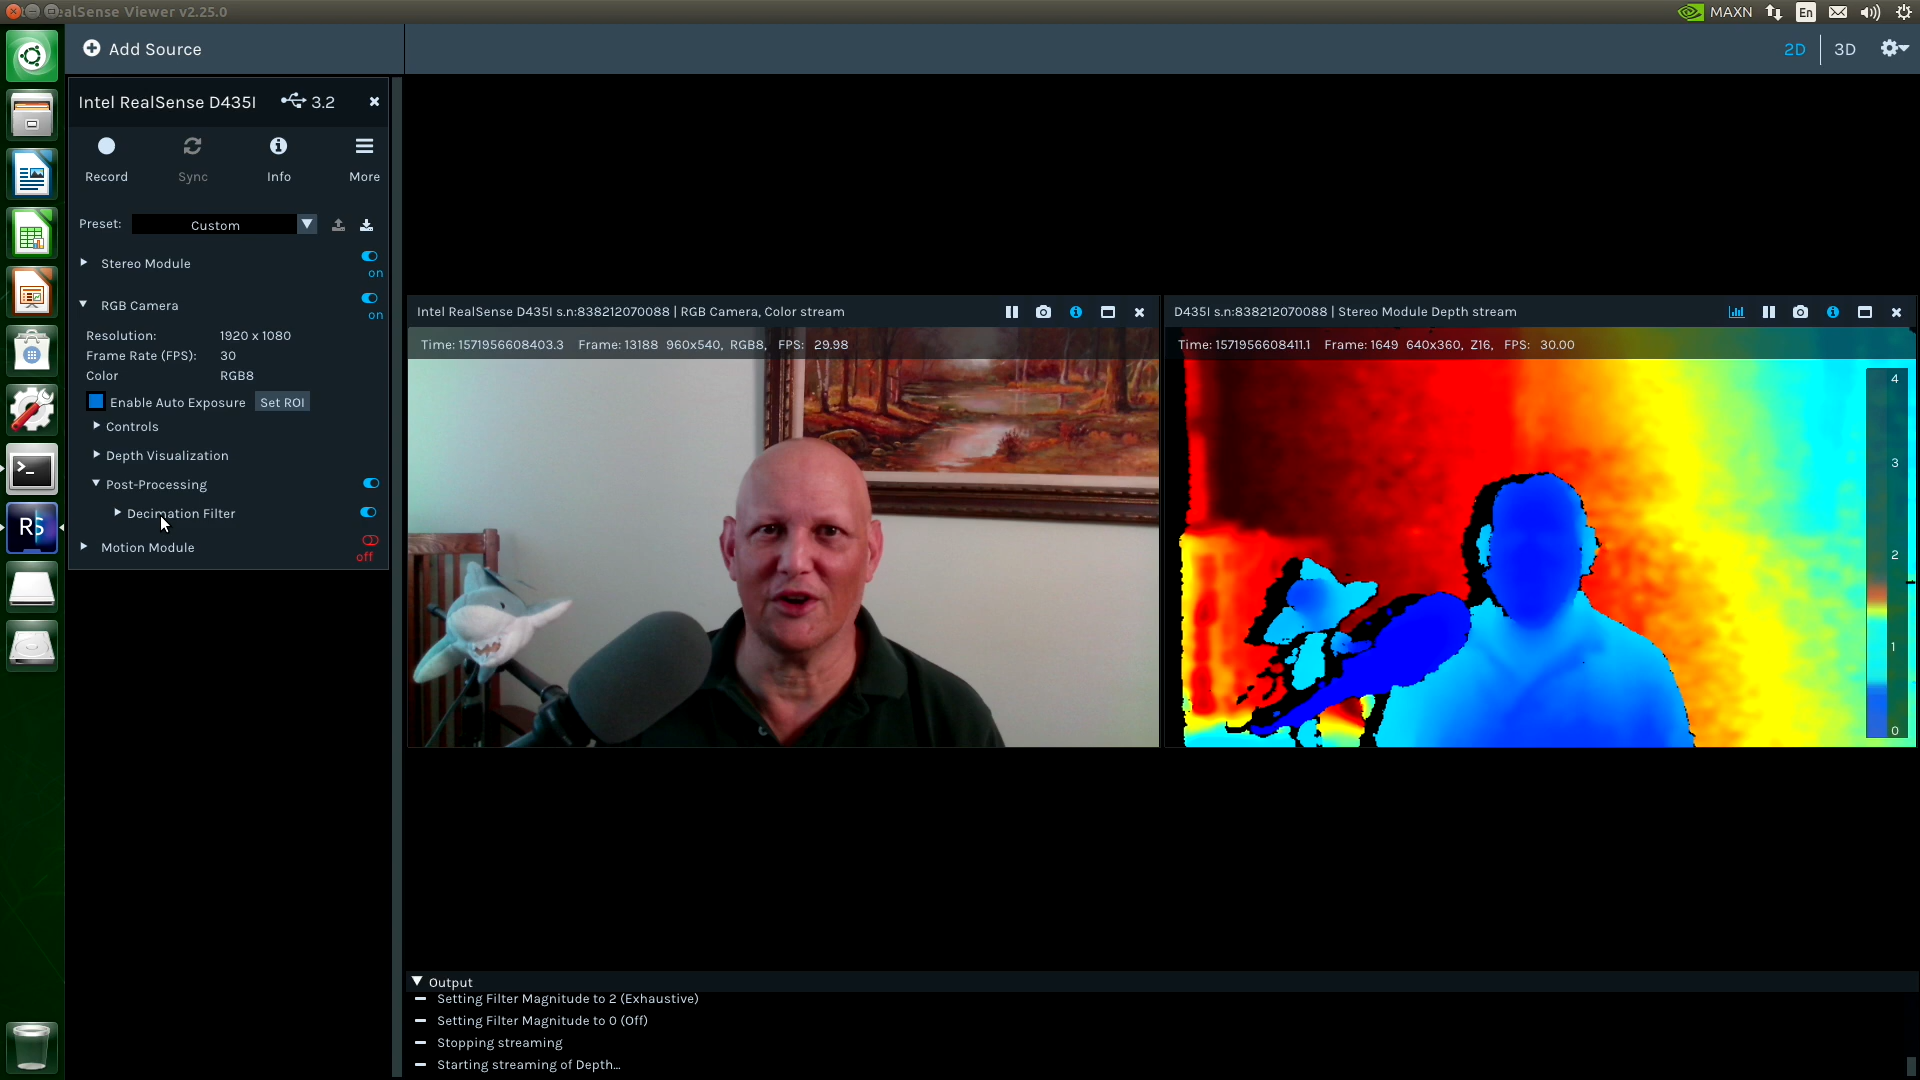 alSense Viewer v2.25.0
MAXN
En
Add Source
2D
3D
Intel RealSense D435I
3.2
Record
Sync
Info
More
Preset:
Custom
Stereo Module
on
RGB Camera
on
Resolution: 1920 x 1080
Frame Rate (FPS): 30
Color RGB8
Enable Auto Exposure
Set ROI
Controls
Depth Visualization
Post-Processing
Decimation Filter
Motion Module
off
RS
Intel RealSense D435I s.n:838212070088 | RGB Camera, Color stream
Time: 1571956608403.3 Frame: 13188 960x540, RGB8, FPS: 29.98
D435I s.n:838212070088 | Stereo Module Depth stream
Time: 1571956608411.1 Frame: 1649 640x360, Z16, FPS: 30.00
4
3
2
1
0
Output
Setting Filter Magnitude to 2 (Exhaustive)
Setting Filter Magnitude to 0 (Off)
Stopping streaming
Starting streaming of Depth...